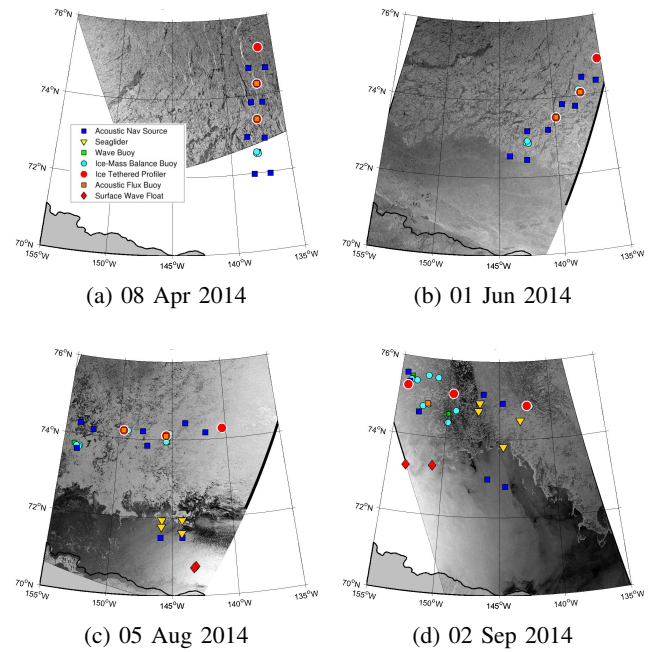 76°N
74°N
72°N
70°N
155°W
150°W
145°W
140°W
135°W
Acoustic Nav Source
Seaglider
Wave Buoy
Ice-Mass Balance Buoy
Ice Tethered Profiler
Acoustic Flux Buoy
Surface Wave Float
(a) 08 Apr 2014
76°N
74°N
72°N
70°N
155°W
150°W
145°W
140°W
135°W
(b) 01 Jun 2014
76°N
74°N
72°N
70°N
155°W
150°W
145°W
140°W
135°W
(c) 05 Aug 2014
76°N
74°N
72°N
70°N
155°W
150°W
145°W
140°W
135°W
(d) 02 Sep 2014